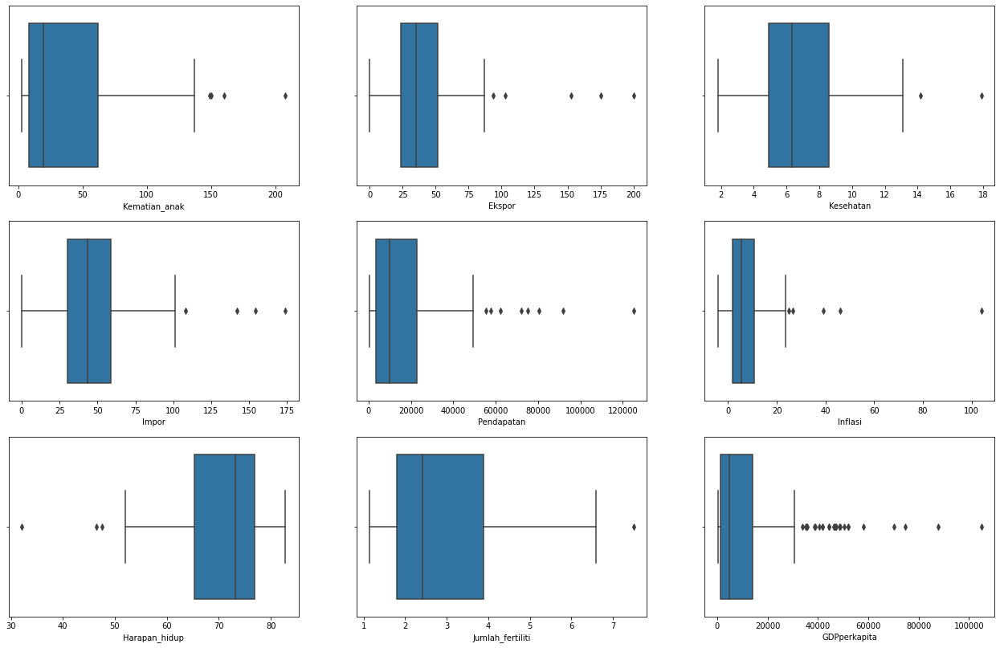 0 50 100 150 200
Kematian_anak
0 25 50 75 100 125 150 175 200
Ekspor
2 4 6 8 10 12 14 16 18
Kesehatan
0 25 50 75 100 125 150 175
Impor
0 20000 40000 60000 80000 100000 120000
Pendapatan
0 20 40 60 80 100
Inflasi
30 40 50 60 70 80
Harapan_hidup
1 2 3 4 5 6 7
Jumlah_fertiliti
0 20000 40000 60000 80000 100000
GDPperkapita